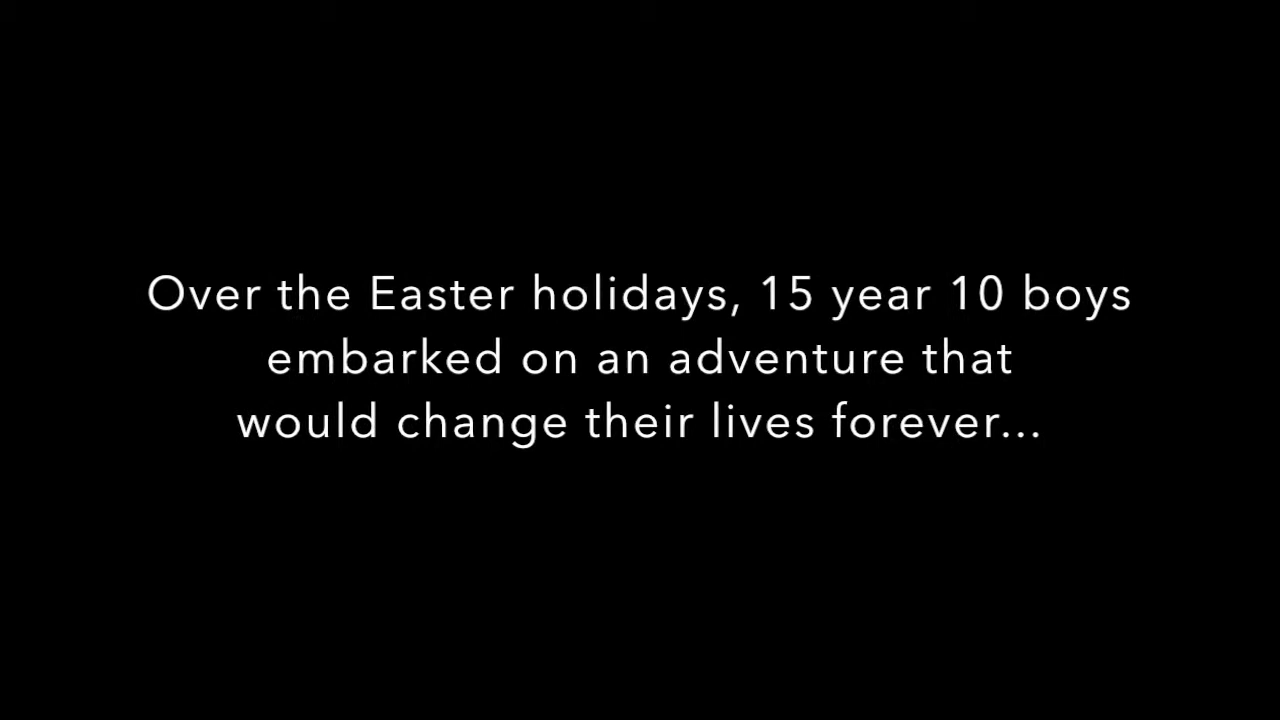 Over the Easter holidays, 15 year 10 boys
embarked on an adventure that
would change their lives forever...